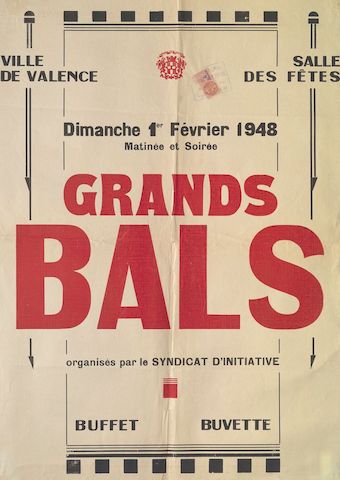 VILLE
DE VALENCE
SALLE
DES FÊTES
Dimanche 1er Février 1948
Matinée et Soirée
GRANDS
BALS
organisés par le SYNDICAT D'INITIATIVE
BUFFET
BUVETTE